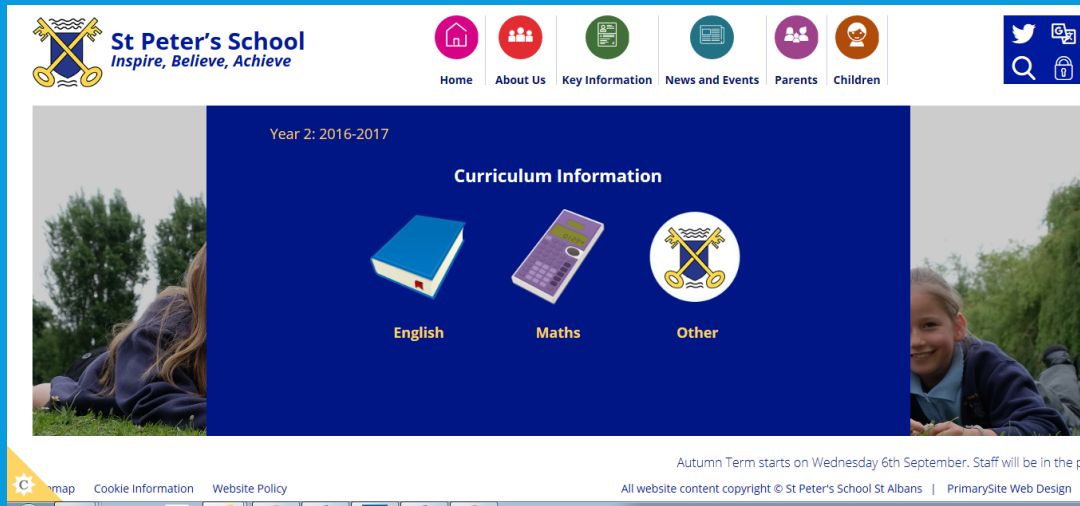 St Peter's School
Inspire, Believe, Achieve
Home About Us Key Information News and Events Parents Children
Year 2: 2016-2017
Curriculum Information
English Maths Other
Autumn Term starts on Wednesday 6th September. Staff will be in the
Cookie Information Website Policy
All website content copyright © St Peter's School St Albans | PrimarySite Web Design
C